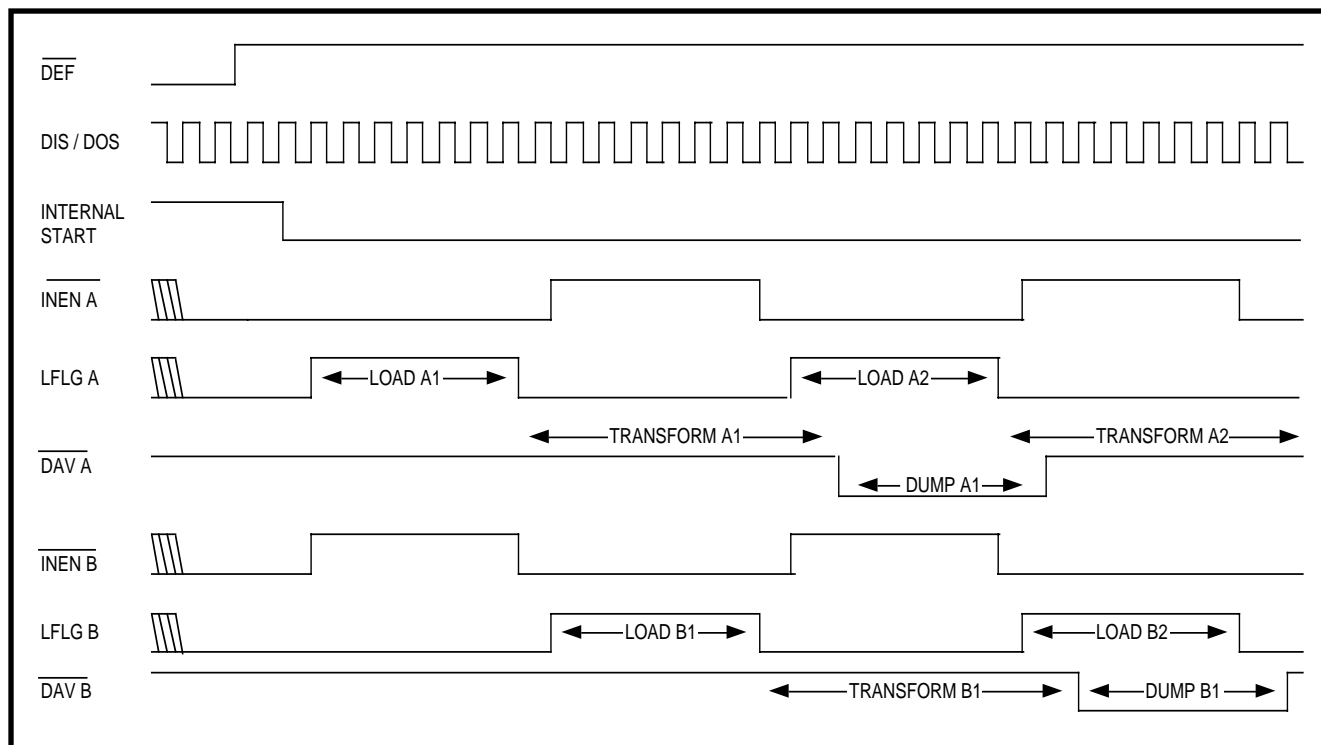 DEF
DIS / DOS
INTERNAL
START
INEN A
LFLG A
LOAD A1
LOAD A2
TRANSFORM A1
TRANSFORM A2
DAV A
DUMP A1
INEN B
LFLG B
LOAD B1
LOAD B2
DAV B
TRANSFORM B1
DUMP B1